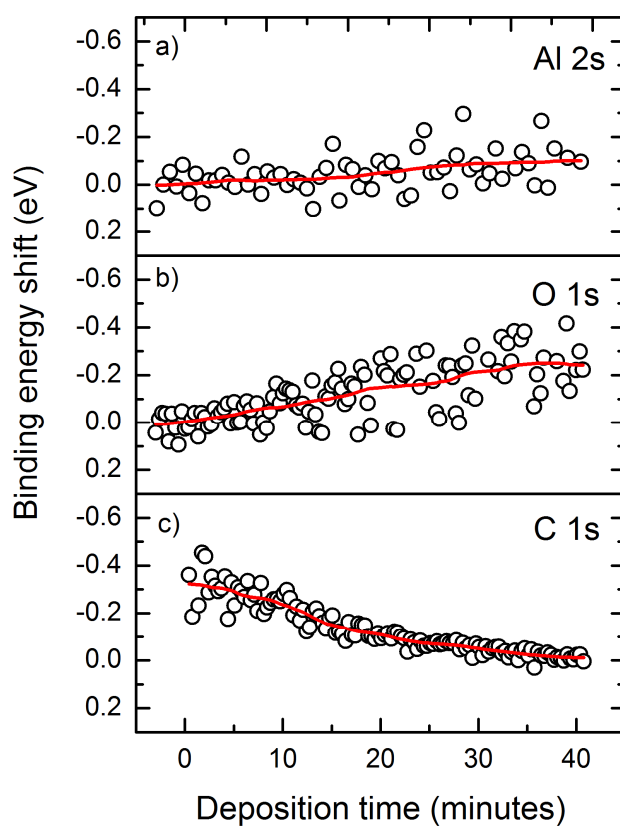 -0.6
a)
Al 2s
-0.4
-0.2
0.0
0.2
-0.6
b)
O 1s
-0.4
-0.2
0.0
0.2
-0.6
c)
C 1s
-0.4
-0.2
0.0
0.2
Binding energy shift (eV)
0 10 20 30 40
Deposition time (minutes)